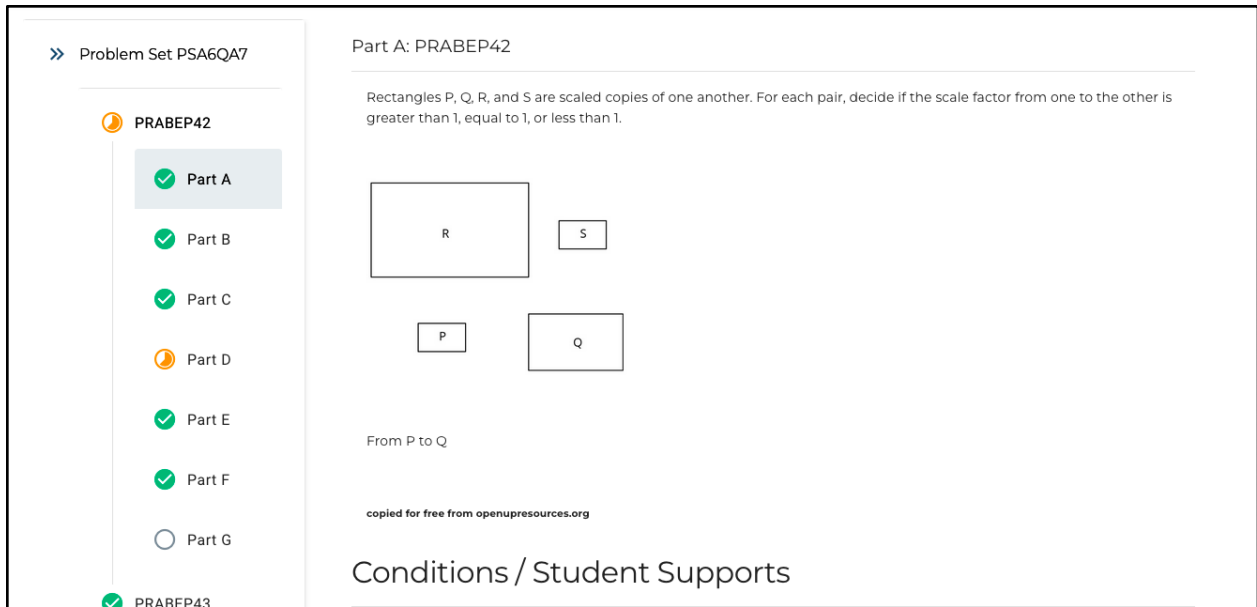 Problem Set PSA6QA7
PRABEP42
Part A
Part B
Part C
Part D
Part E
Part F
Part G
PRABEP43
Part A: PRABEP42
Rectangles P, Q, R, and S are scaled copies of one another. For each pair, decide if the scale factor from one to the other is
greater than 1, equal to 1, or less than 1.
R
S
P
Q
From P to Q
copied for free from openupresources.org
Conditions / Student Supports